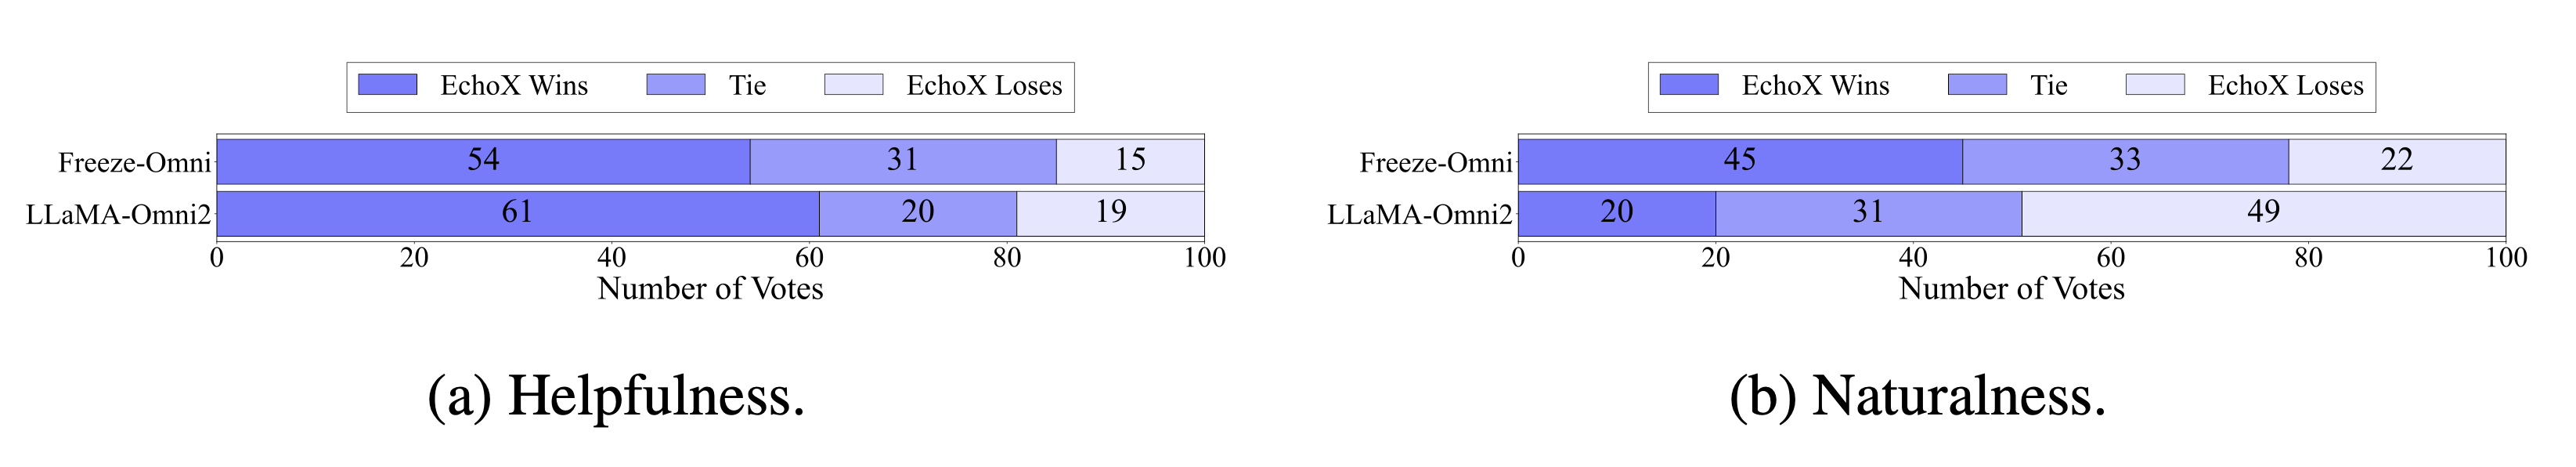 EchoX Wins Tie EchoX Loses
Freeze-Omni 54 31 15
LLaMA-Omni2 61 20 19
0 20 40 60 80 100
Number of Votes
(a) Helpfulness.
EchoX Wins Tie EchoX Loses
Freeze-Omni 45 33 22
LLaMA-Omni2 20 31 49
0 20 40 60 80 100
Number of Votes
(b) Naturalness.